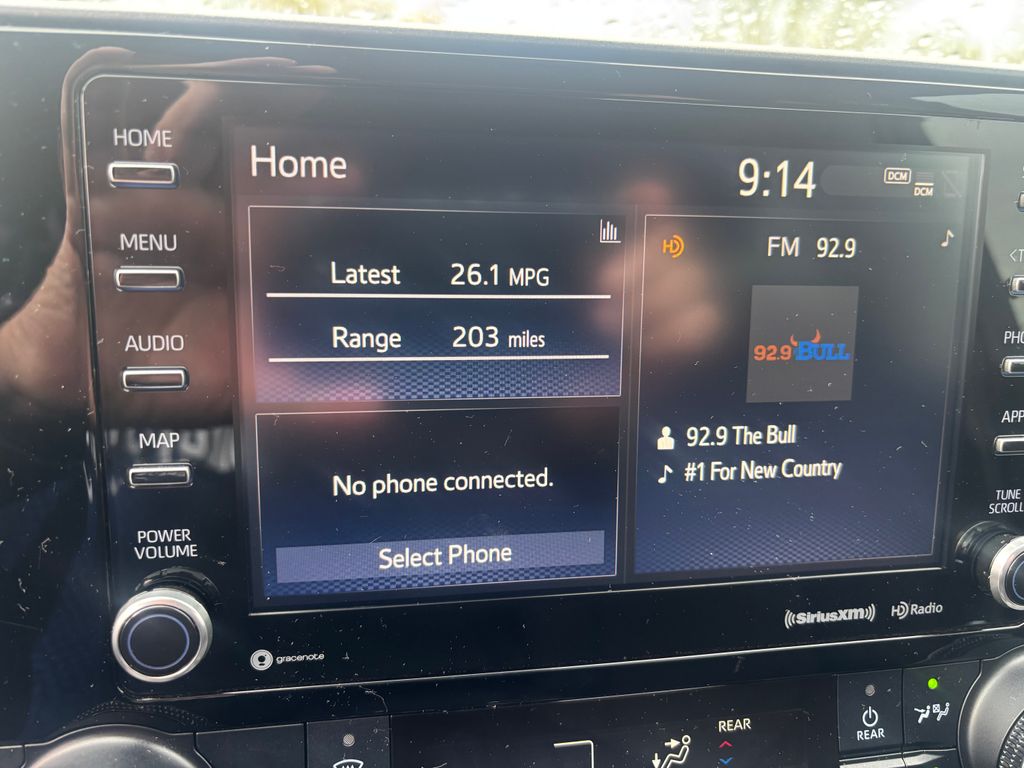 HOME
MENU
AUDIO
MAP
POWER
VOLUME
Home
9:14
DCM
DCM
Latest 26.1 MPG
Range 203 miles
No phone connected.
Select Phone
HD
FM 92.9
92.9 BULL
92.9 The Bull
#1 For New Country
TUNE
SCROLL
gracenote
((SiriusXM))
HD Radio
REAR
REAR